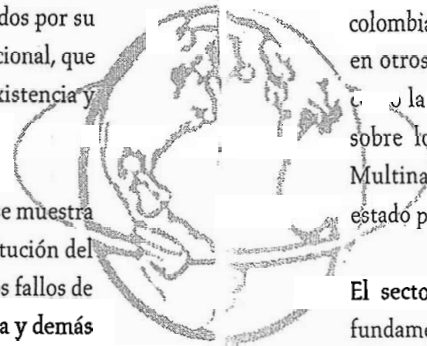 dos por su
cional, que
xistencia y
e muestra
tución del
s fallos de
a y demás
colombia
en otros
la
sobre lo
Multina
estado p
El secto
fundame